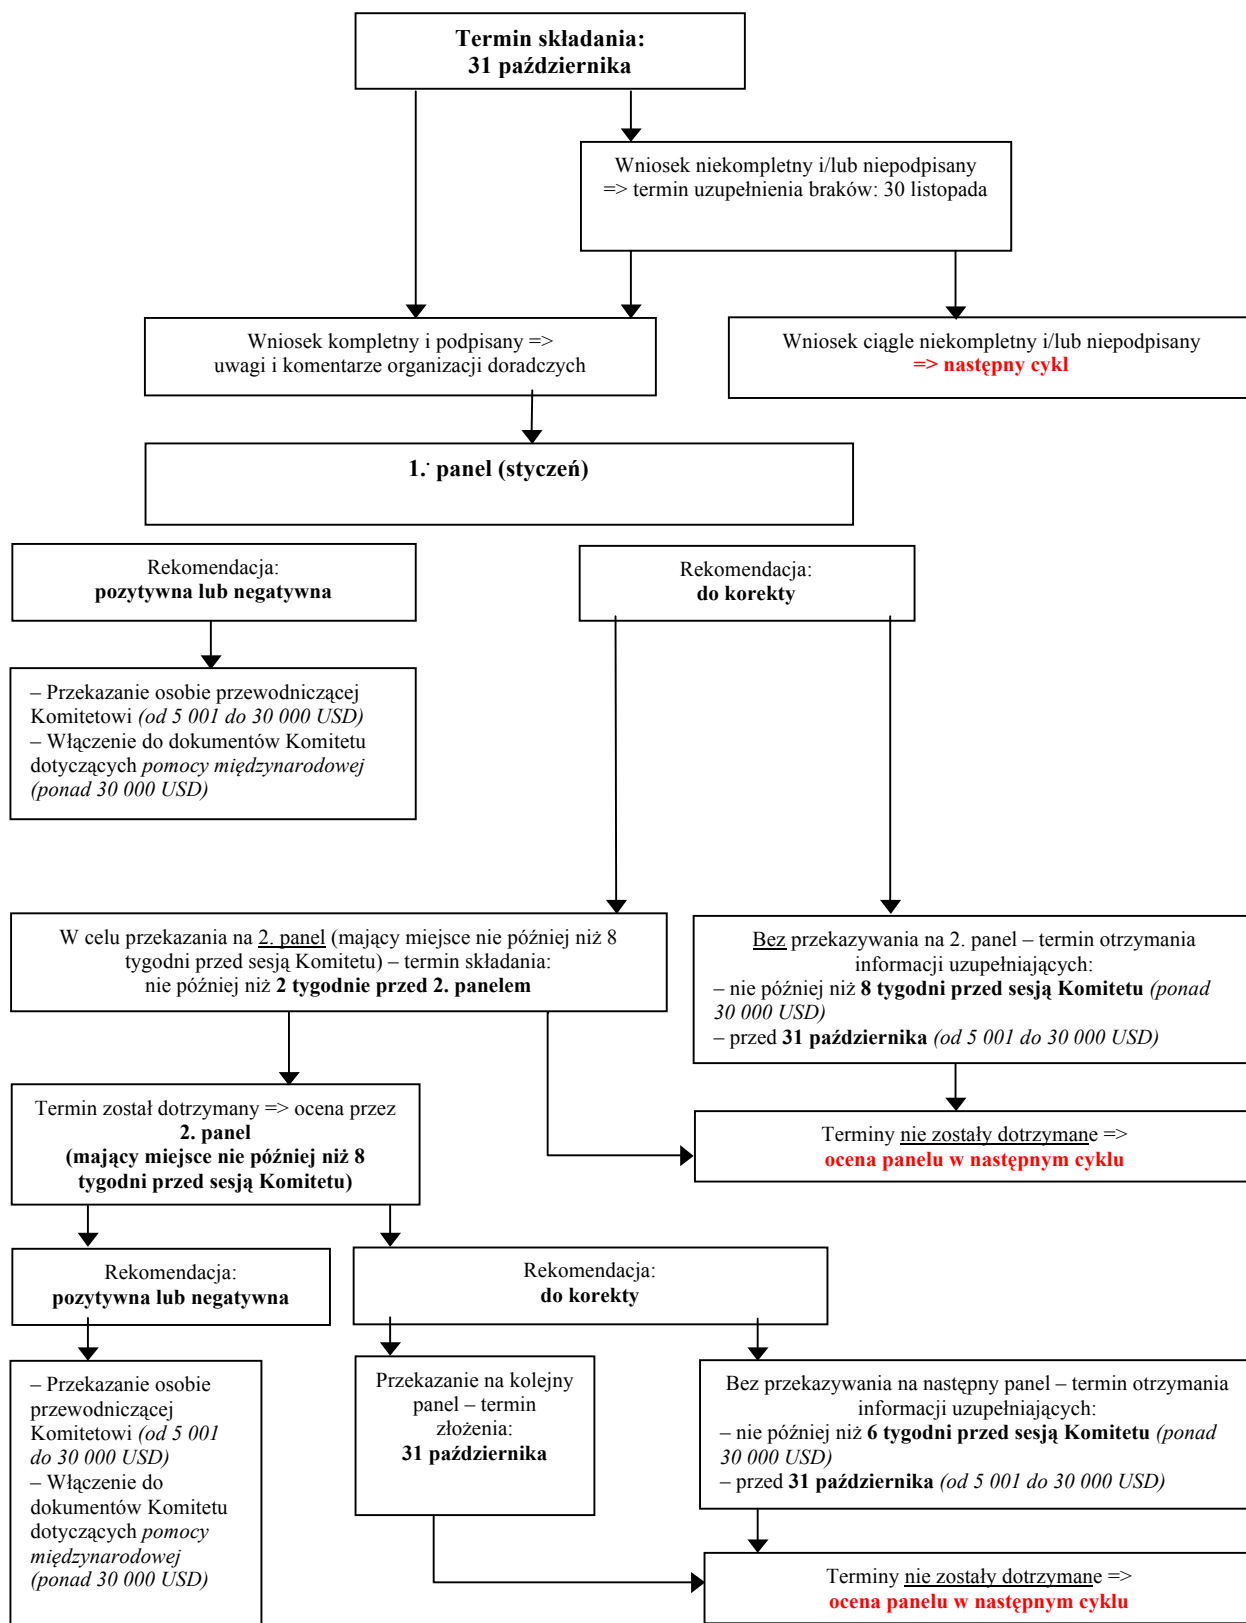 Termin składania:
31 października
Wniosek niekompletny i/lub niepodpisany
=> termin uzupełnienia braków: 30 listopada
Wniosek kompletny i podpisany =>
uwagi i komentarze organizacji doradczych
Wniosek ciągle niekompletny i/lub niepodpisany
=> następny cykl
1.. panel (styczeń)
Rekomendacja:
pozytywna lub negatywna
Rekomendacja:
do korekty
– Przekazanie osobie przewodniczącej
Komitetowi (od 5 001 do 30 000 USD)
– Włączenie do dokumentów Komitetu
dotyczących pomocy międzynarodowej
(ponad 30 000 USD)
W celu przekazania na 2. panel (mający miejsce nie później niż 8
tygodni przed sesją Komitetu) – termin składania:
nie później niż 2 tygodnie przed 2. panelem
Bez przekazywania na 2. panel – termin otrzymania
informacji uzupełniających:
– nie później niż 8 tygodni przed sesją Komitetu (ponad
30 000 USD)
– przed 31 października (od 5 001 do 30 000 USD)
Termin został dotrzymany => ocena przez
2. panel
(mający miejsce nie później niż 8
tygodni przed sesją Komitetu)
Terminy nie zostały dotrzymane =>
ocena panelu w następnym cyklu
Rekomendacja:
pozytywna lub negatywna
Rekomendacja:
do korekty
– Przekazanie osobie
przewodniczącej
Komitetowi (od 5 001
do 30 000 USD)
– Włączenie do
dokumentów Komitetu
dotyczących pomocy
międzynarodowej
(ponad 30 000 USD)
Przekazanie na kolejny
panel – termin
złożenia:
31 października
Bez przekazywania na następny panel – termin otrzymania
informacji uzupełniających:
– nie później niż 6 tygodni przed sesją Komitetu (ponad
30 000 USD)
– przed 31 października (od 5 001 do 30 000 USD)
Terminy nie zostały dotrzymane =>
ocena panelu w następnym cyklu